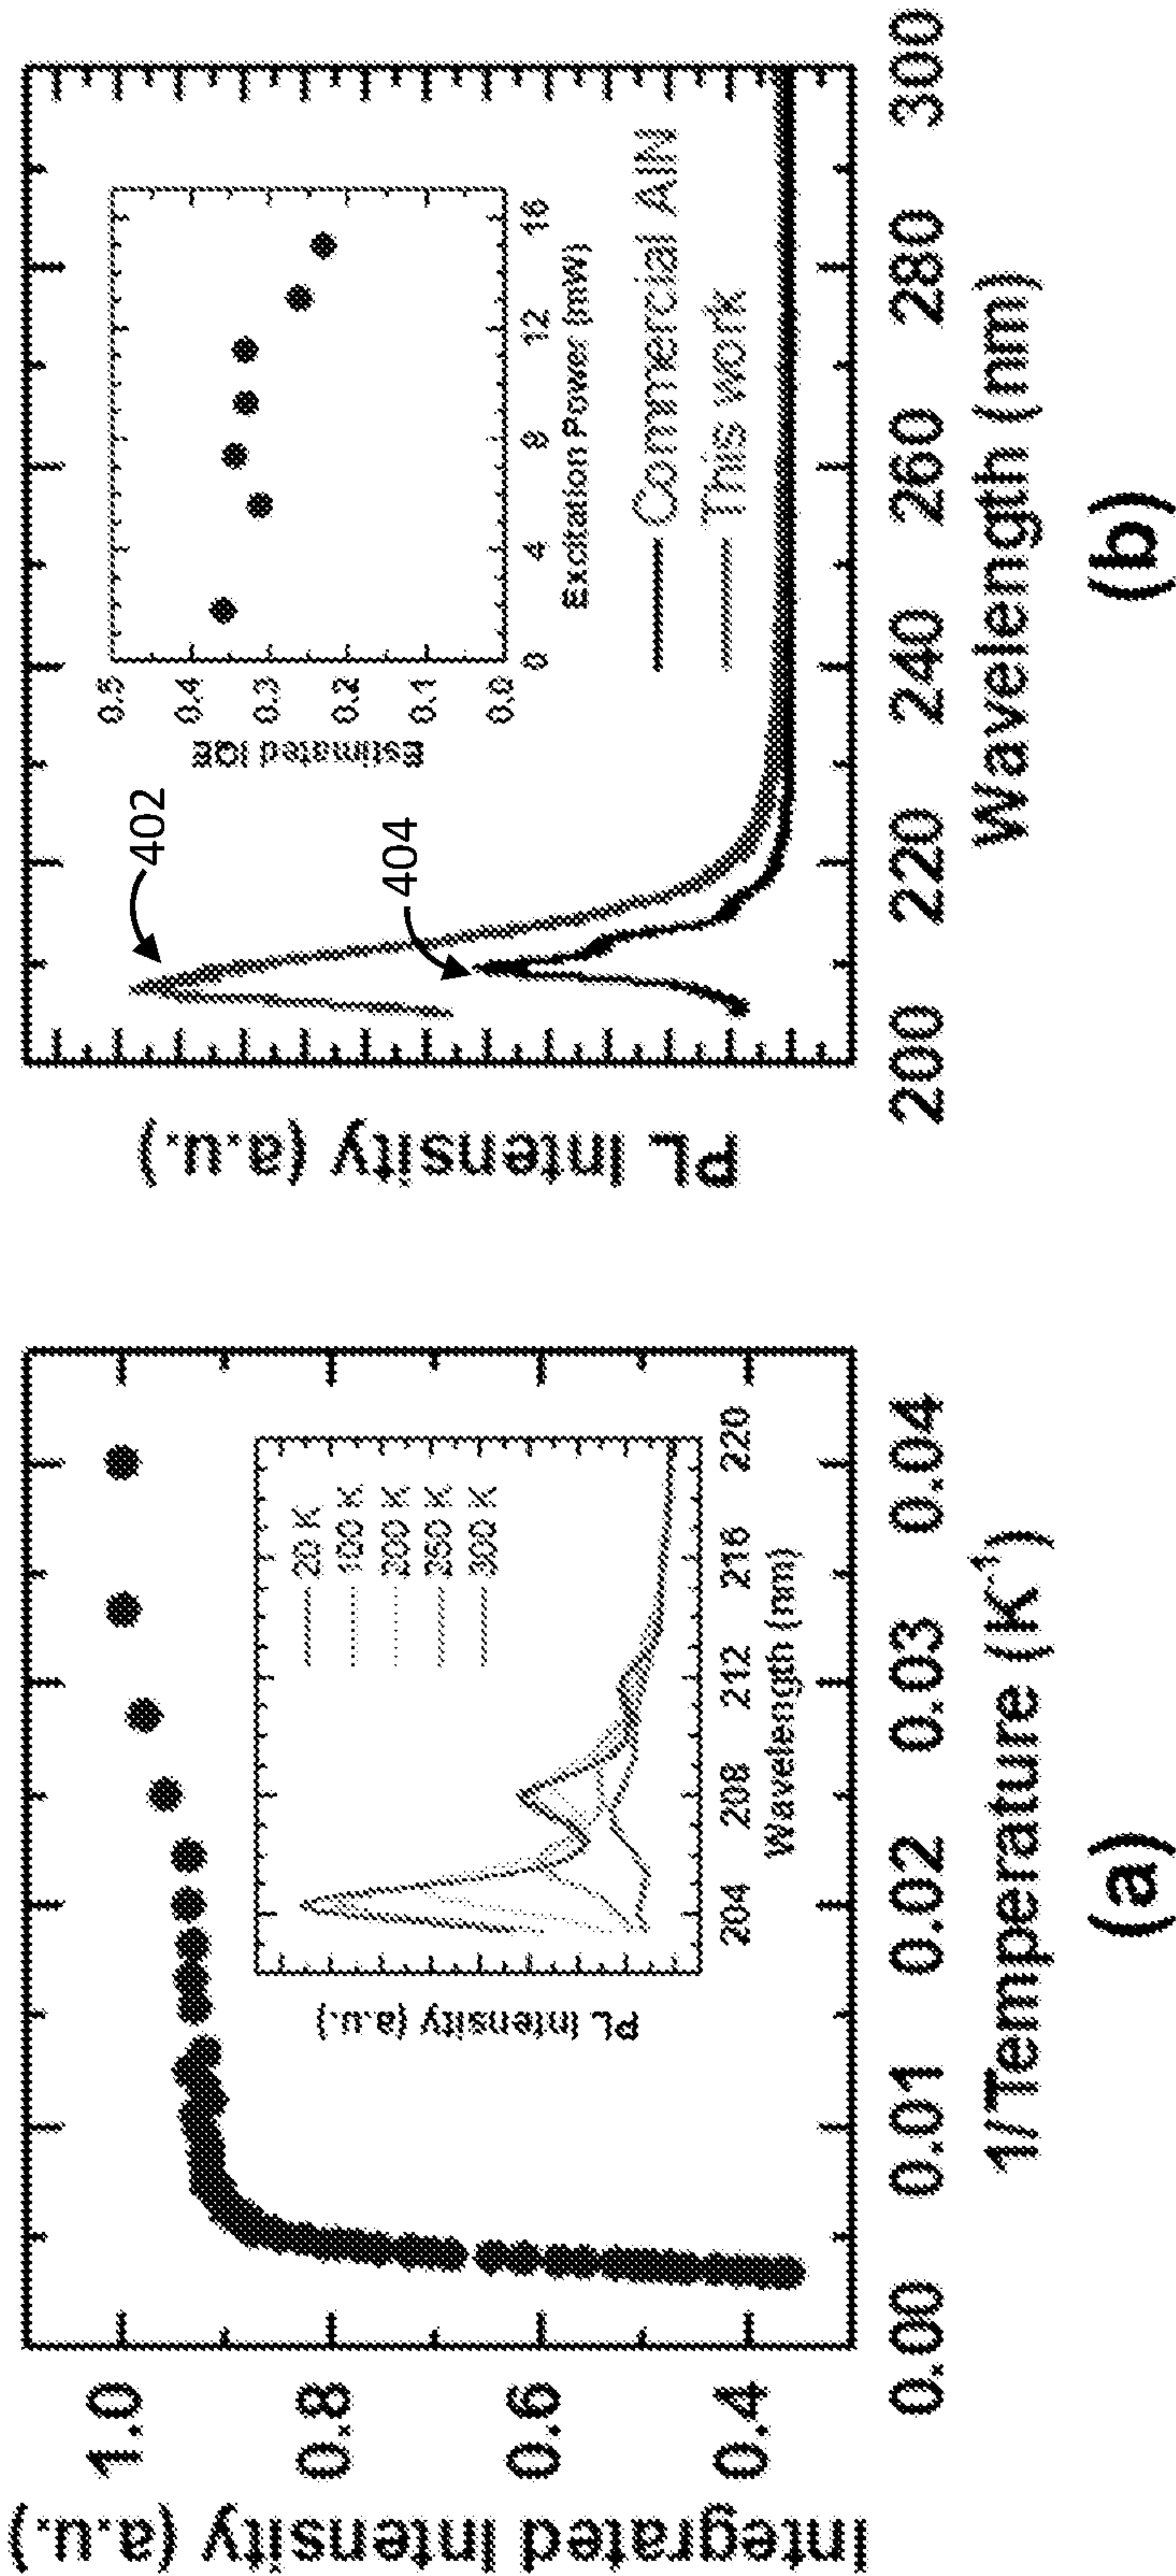 Integrated Intensity (a.u.)
1.0
0.8
0.6
0.4
PL Intensity (a.u.)
20 K
100 K
200 K
250 K
300 K
204
208
212
216
220
Wavelength (nm)
0.00
0.01
0.02
0.03
0.04
1/Temperature (K-1)
(a)
PL Intensity (a.u.)
402
404
Estimated IQE
0.5
0.4
0.3
0.2
0.1
0.0
0
4
8
12
16
Excitation Power (mW)
Commercial AlN
This work
200
220
240
260
280
300
Wavelength (nm)
(b)